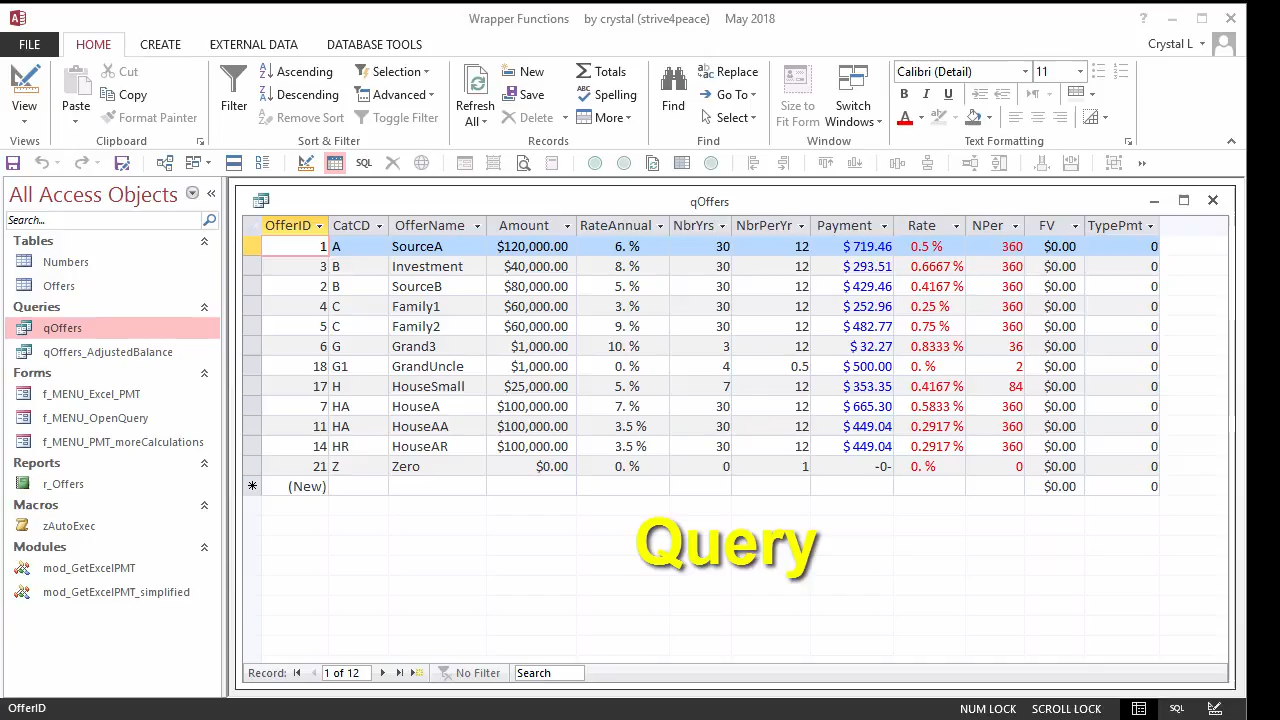 Wrapper Functions by crystal (strive4peace) May 2018
?
FILE HOME CREATE EXTERNAL DATA DATABASE TOOLS Crystal L
View
Views
Paste
Cut
Copy
Format Painter
Clipboard
Filter
Ascending
Descending
Remove Sort
Selection
Advanced
Toggle Filter
Sort & Filter
Refresh All
New
Save
Delete
Totals
Spelling
More
Records
Find
Replace
Go To
Select
Find
Size to Fit Form
Switch Windows
Window
Calibri (Detail) 11
B I U
Text Formatting
SQL
All Access Objects
Search...
Tables
Numbers
Offers
Queries
qOffers
qOffers_AdjustedBalance
Forms
f_MENU_Excel_PMT
f_MENU_OpenQuery
f_MENU_PMT_moreCalculations
Reports
r_Offers
Macros
zAutoExec
Modules
mod_GetExcelPMT
mod_GetExcelPMT_simplified
qOffers
OfferID CatCD OfferName Amount RateAnnual NbrYrs NbrPerYr Payment Rate NPer FV TypePmt
1 A SourceA $120,000.00 6. % 30 12 $ 719.46 0.5 % 360 $0.00 0
3 B Investment $40,000.00 8. % 30 12 $ 293.51 0.6667 % 360 $0.00 0
2 B SourceB $80,000.00 5. % 30 12 $ 429.46 0.4167 % 360 $0.00 0
4 C Family1 $60,000.00 3. % 30 12 $ 252.96 0.25 % 360 $0.00 0
5 C Family2 $60,000.00 9. % 30 12 $ 482.77 0.75 % 360 $0.00 0
6 G Grand3 $1,000.00 10. % 3 12 $ 32.27 0.8333 % 36 $0.00 0
18 G1 GrandUncle $1,000.00 0. % 4 0.5 $ 500.00 0. % 2 $0.00 0
17 H HouseSmall $25,000.00 5. % 7 12 $ 353.35 0.4167 % 84 $0.00 0
7 HA HouseA $100,000.00 7. % 30 12 $ 665.30 0.5833 % 360 $0.00 0
11 HA HouseAA $100,000.00 3.5 % 30 12 $ 449.04 0.2917 % 360 $0.00 0
14 HR HouseAR $100,000.00 3.5 % 30 12 $ 449.04 0.2917 % 360 $0.00 0
21 Z Zero $0.00 0. % 0 1 -0- 0. % 0 $0.00 0
* (New) $0.00 0
Query
Record: 1 of 12 No Filter Search
OfferID NUM LOCK SCROLL LOCK SQL